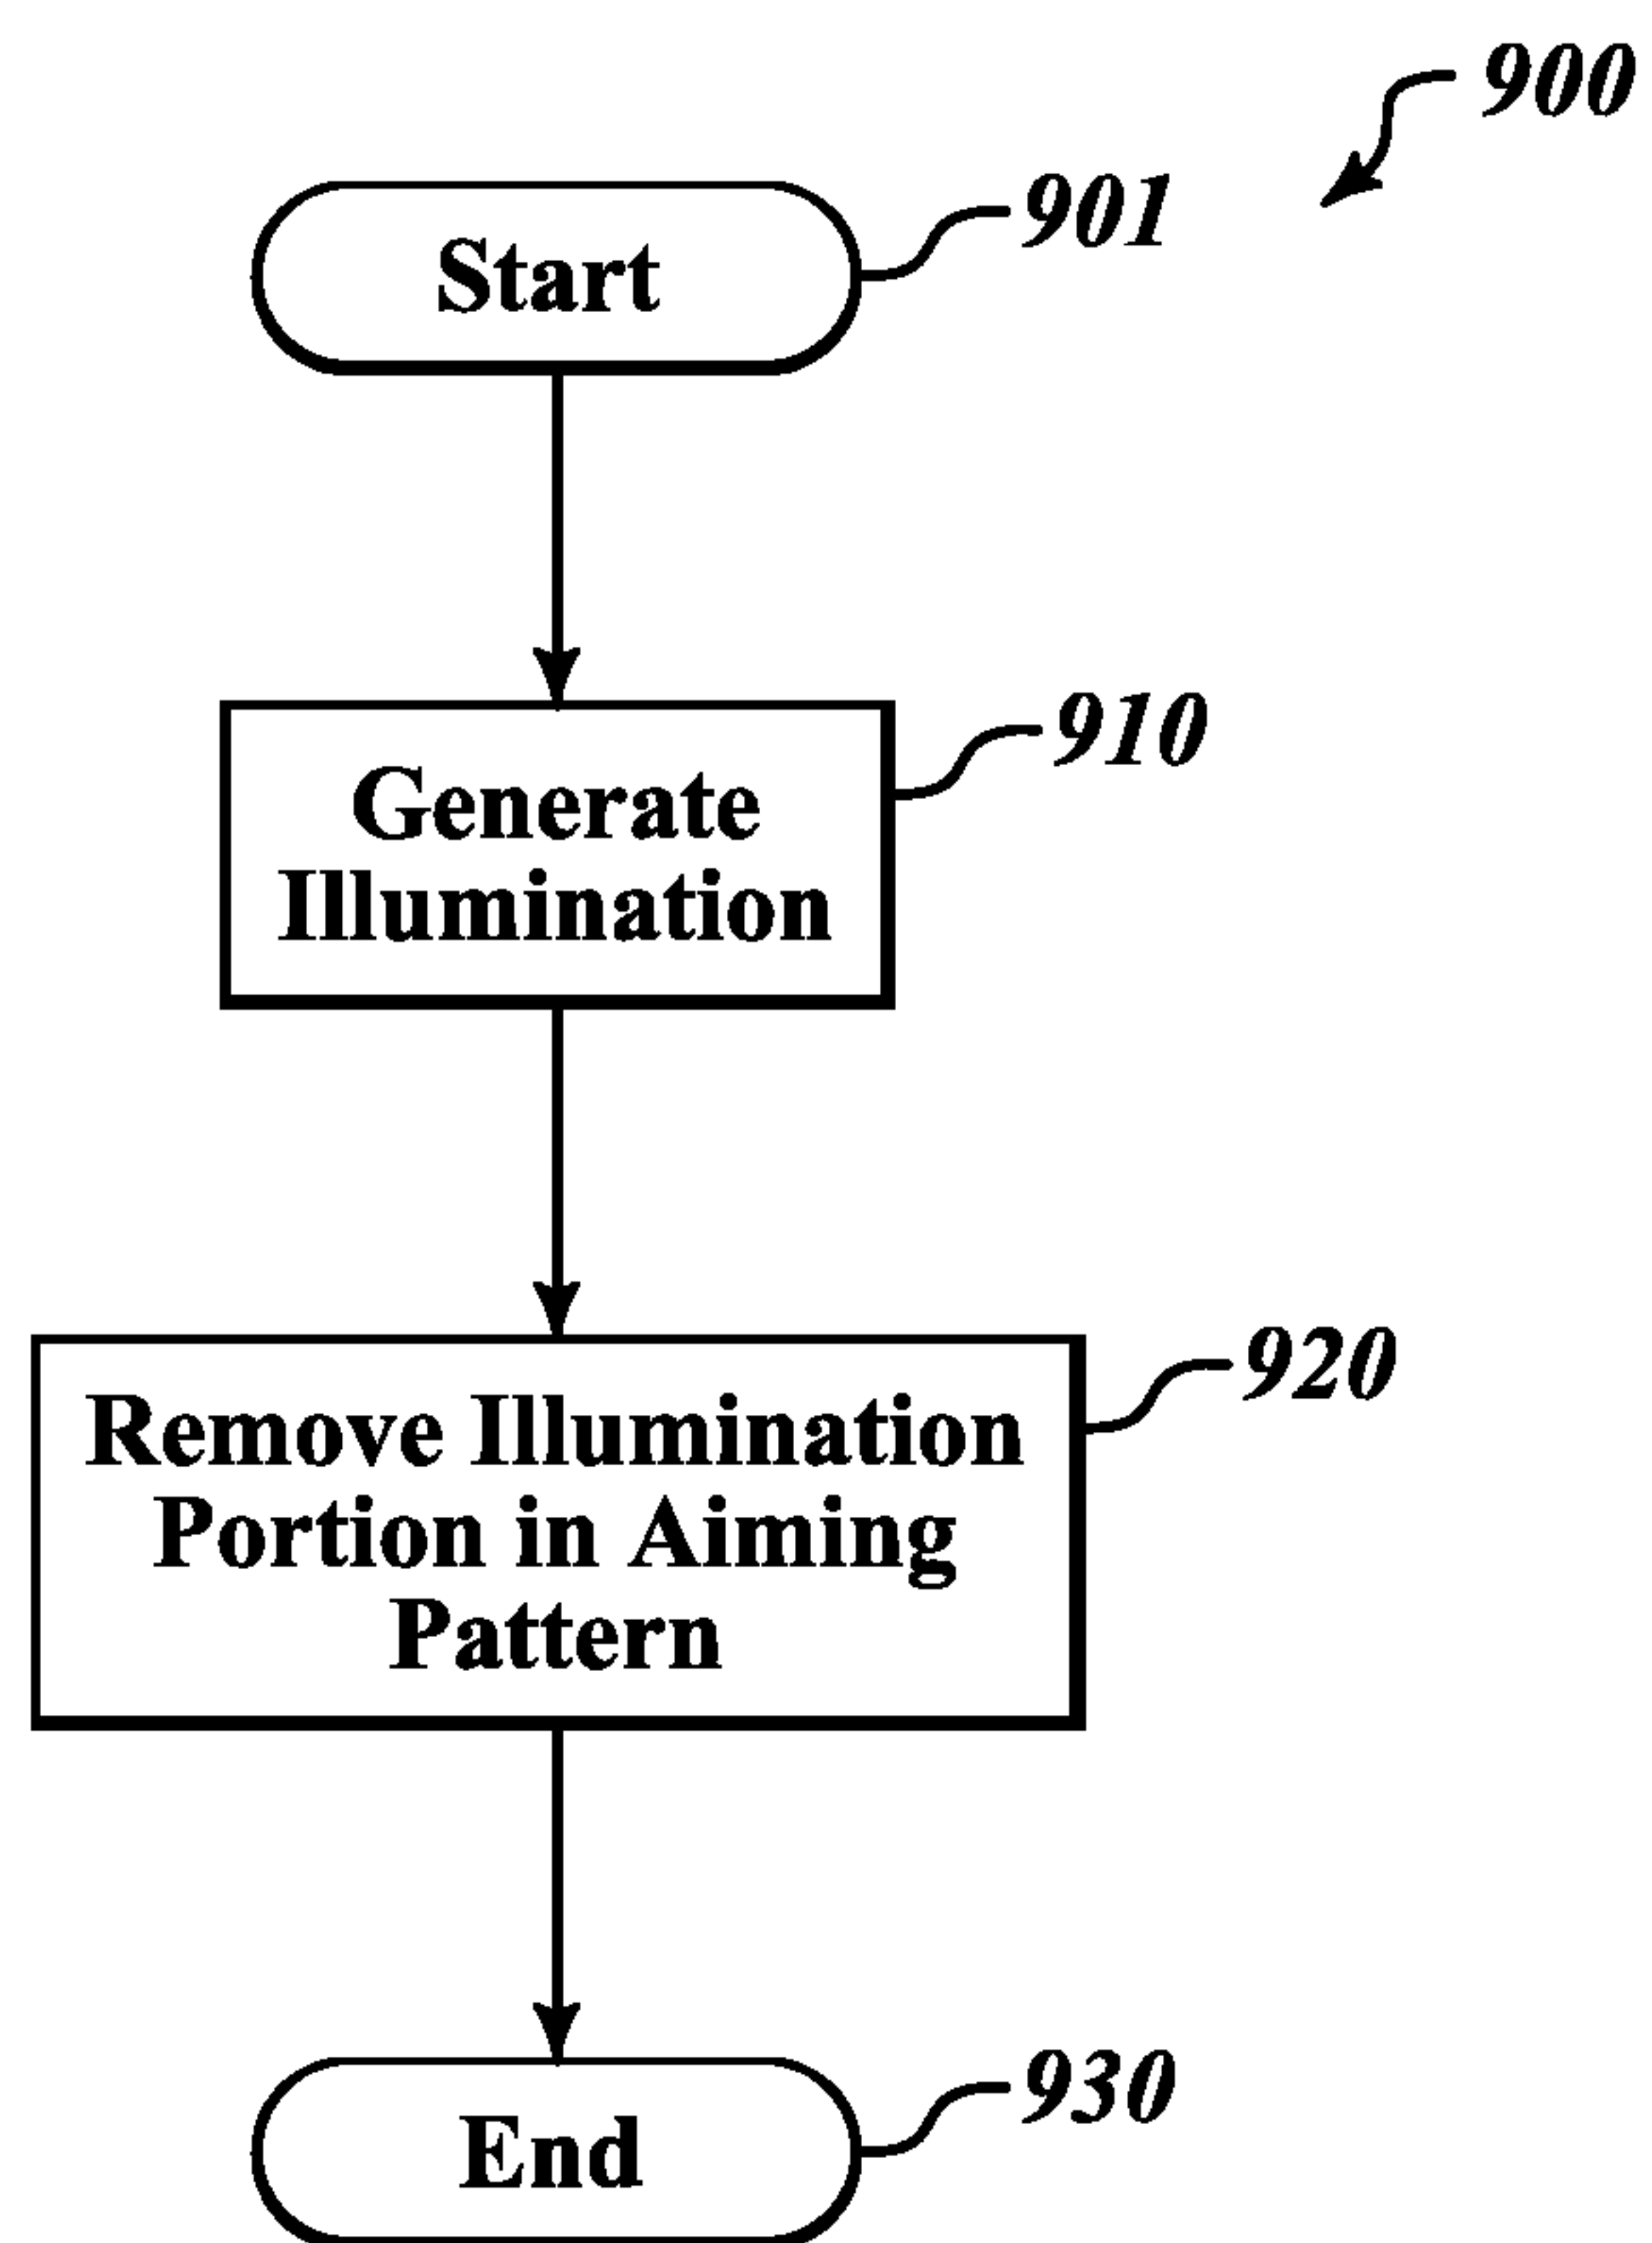 900
Start
901
Generate
Illumination
910
Remove Illumination
Portion in Aiming
Pattern
920
End
930